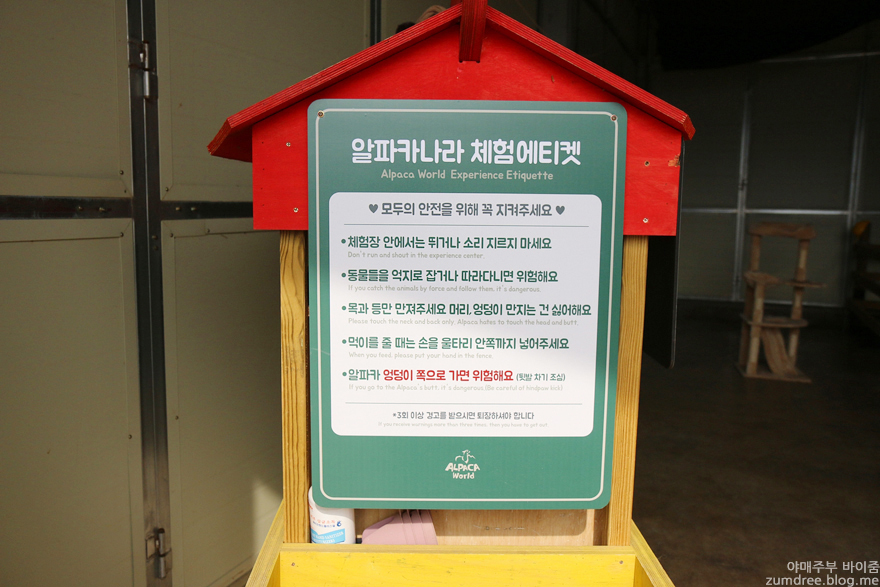 알파카나라 체험에티켓
Alpaca World Experience Etiquette
♥ 모두의 안전을 위해 꼭 지켜주세요 ♥
•체험장 안에서는 뛰거나 소리 지르지 마세요
Don't run and shout in the experience center.
•동물들을 억지로 잡거나 따라다니면 위험해요
If you catch the animals by force and follow them, it's dangerous.
•목과 등만 만져주세요 머리, 엉덩이 만지는 건 싫어해요
Please touch the neck and back only. Alpaca hates to touch the head and butt.
•먹이를 줄 때는 손을 울타리 안쪽까지 넣어주세요
When you feed, please put your hand in the fence.
•알파카 엉덩이 쪽으로 가면 위험해요 (뒷발 차기 조심)
If you go to the Alpaca's butt, it's dangerous.(Be careful of hindpaw kick)
*3회 이상 경고를 받으시면 퇴장하셔야 합니다
If you receive warnings more than three times, then you have to get out!
ALPACA
World
야매주부 바이줌
zumdree.blog.me